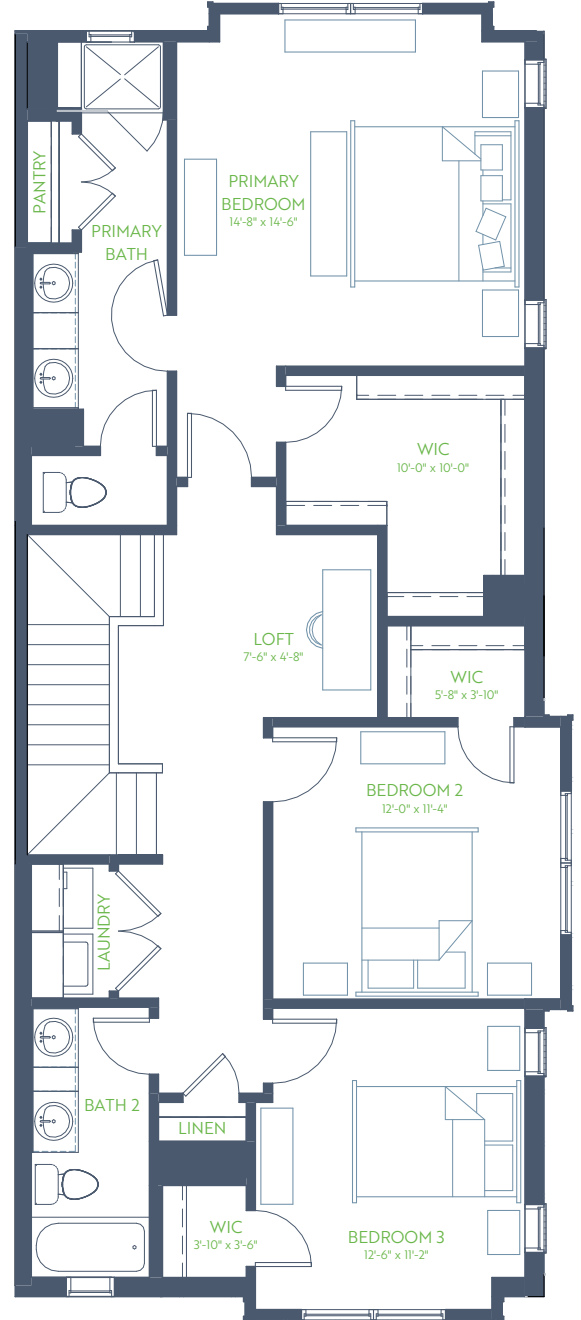 PANTRY
PRIMARY
BATH
PRIMARY
BEDROOM
14'-8" x 14'-6"
WIC
10'-0" x 10'-0"
LOFT
7'-6" x 4'-8"
WIC
5'-8" x 3'-10"
BEDROOM 2
12'-0" x 11'-4"
LAUNDRY
BATH 2
LINEN
WIC
3'-10" x 3'-6"
BEDROOM 3
12'-6" x 11'-2"